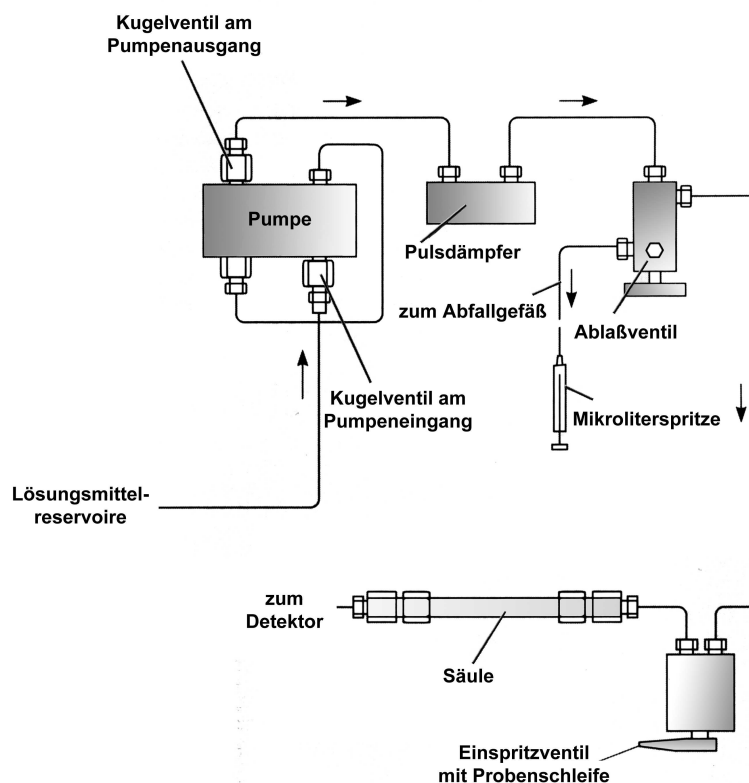 Kugelventil am
Pumpenausgang
Pumpe
Pulsdämpfer
zum Abfallgefäß
Ablaßventil
Kugelventil am
Pumpeneingang
Mikroliterspritze
Lösungsmittel-
reservoire
zum
Detektor
Säule
Einspritzventil
mit Probenschleife